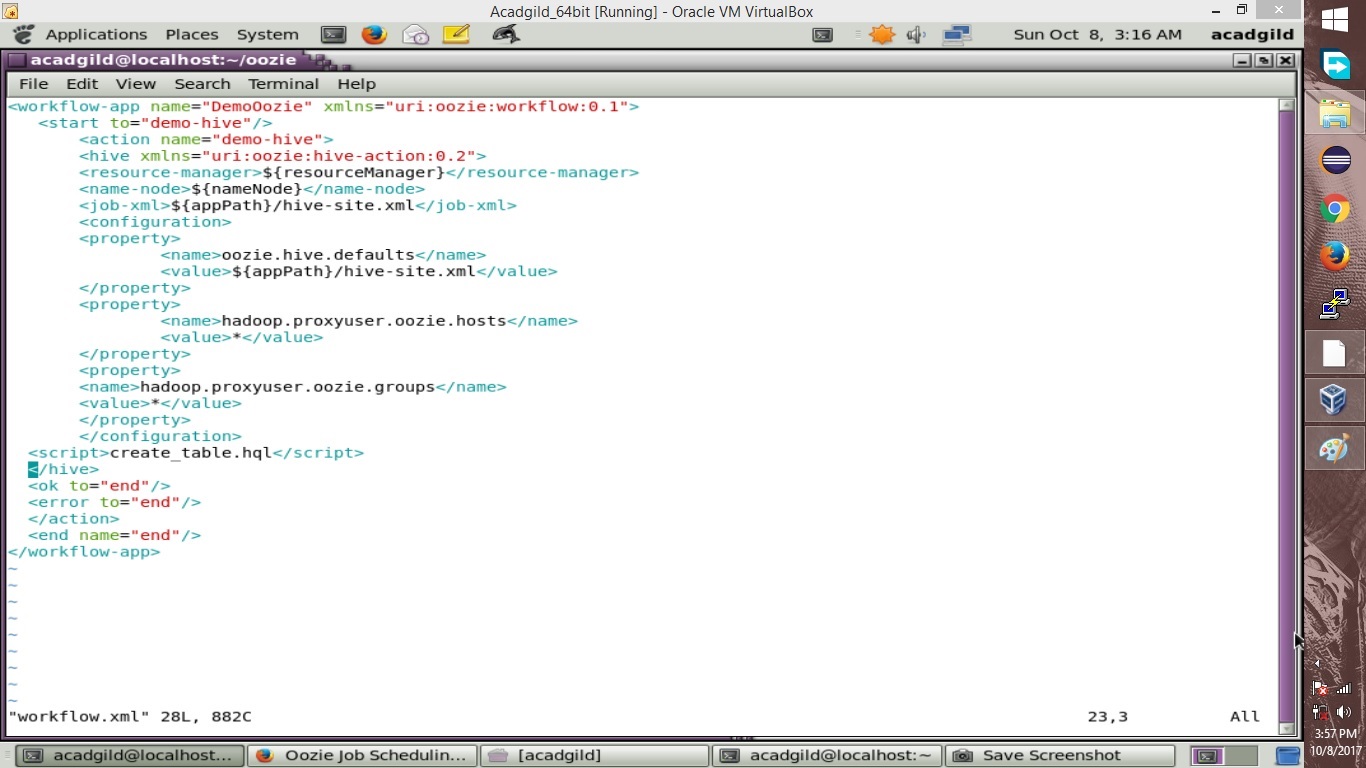 Acadgild_64bit [Running] - Oracle VM VirtualBox
Applications Places System Sun Oct 8, 3:16 AM acadgild
acadgild@localhost:~/oozie
File Edit View Search Terminal Help
<workflow-app name="DemoOozie" xmlns="uri:oozie:workflow:0.1">
<start to="demo-hive"/>
<action name="demo-hive">
<hive xmlns="uri:oozie:hive-action:0.2">
<resource-manager>${resourceManager}</resource-manager>
<name-node>${nameNode}</name-node>
<job-xml>${appPath}/hive-site.xml</job-xml>
<configuration>
<property>
<name>oozie.hive.defaults</name>
<value>${appPath}/hive-site.xml</value>
</property>
<property>
<name>hadoop.proxyuser.oozie.hosts</name>
<value>*</value>
</property>
<property>
<name>hadoop.proxyuser.oozie.groups</name>
<value>*</value>
</property>
</configuration>
<script>create_table.hql</script>
</hive>
<ok to="end"/>
<error to="end"/>
</action>
<end name="end"/>
</workflow-app>
~
~
~
~
~
~
~
~
~
"workflow.xml" 28L, 882C 23,3 All
acadgild@localhost... Oozie Job Schedulin... [acadgild] acadgild@localhost:~ Save Screenshot
3:57 PM
10/8/2017